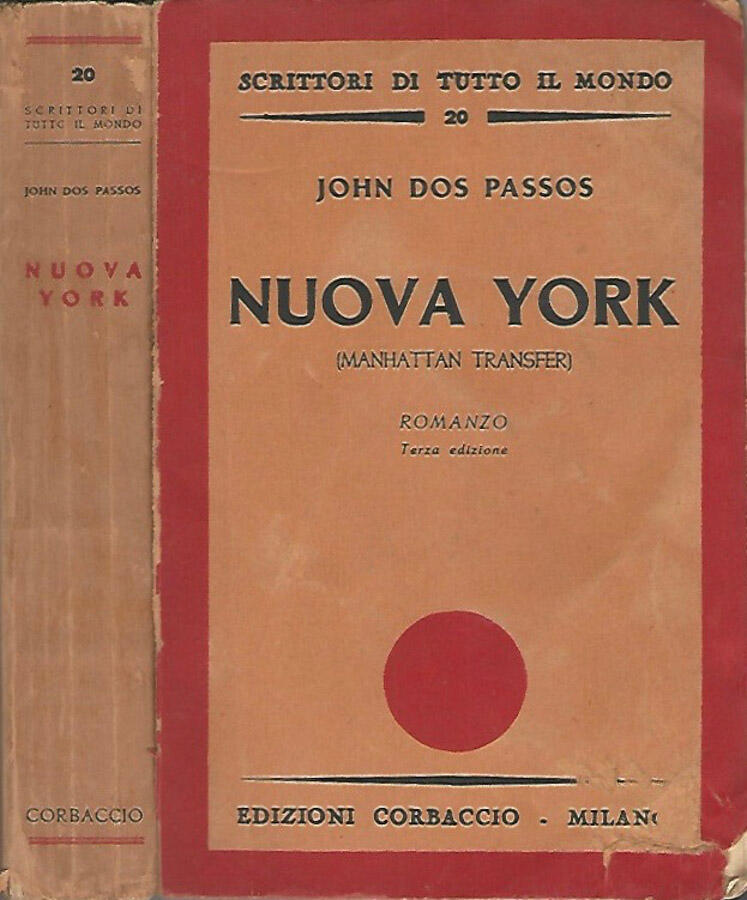 20
SCRITTORI DI
TUTTO IL MONDO
JOHN DOS PASSOS
NUOVA
YORK
CORBACCIO
SCRITTORI DI TUTTO IL MONDO
20
JOHN DOS PASSOS
NUOVA YORK
(MANHATTAN TRANSFER)
ROMANZO
Terza edizione
EDIZIONI CORBACCIO - MILANO